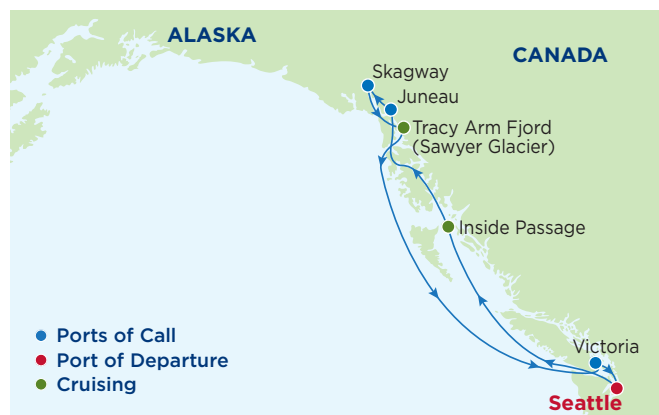 ALASKA
CANADA
Skagway
Juneau
Tracy Arm Fjord
(Sawyer Glacier)
Inside Passage
Ports of Call
Port of Departure
Cruising
Victoria
Seattle